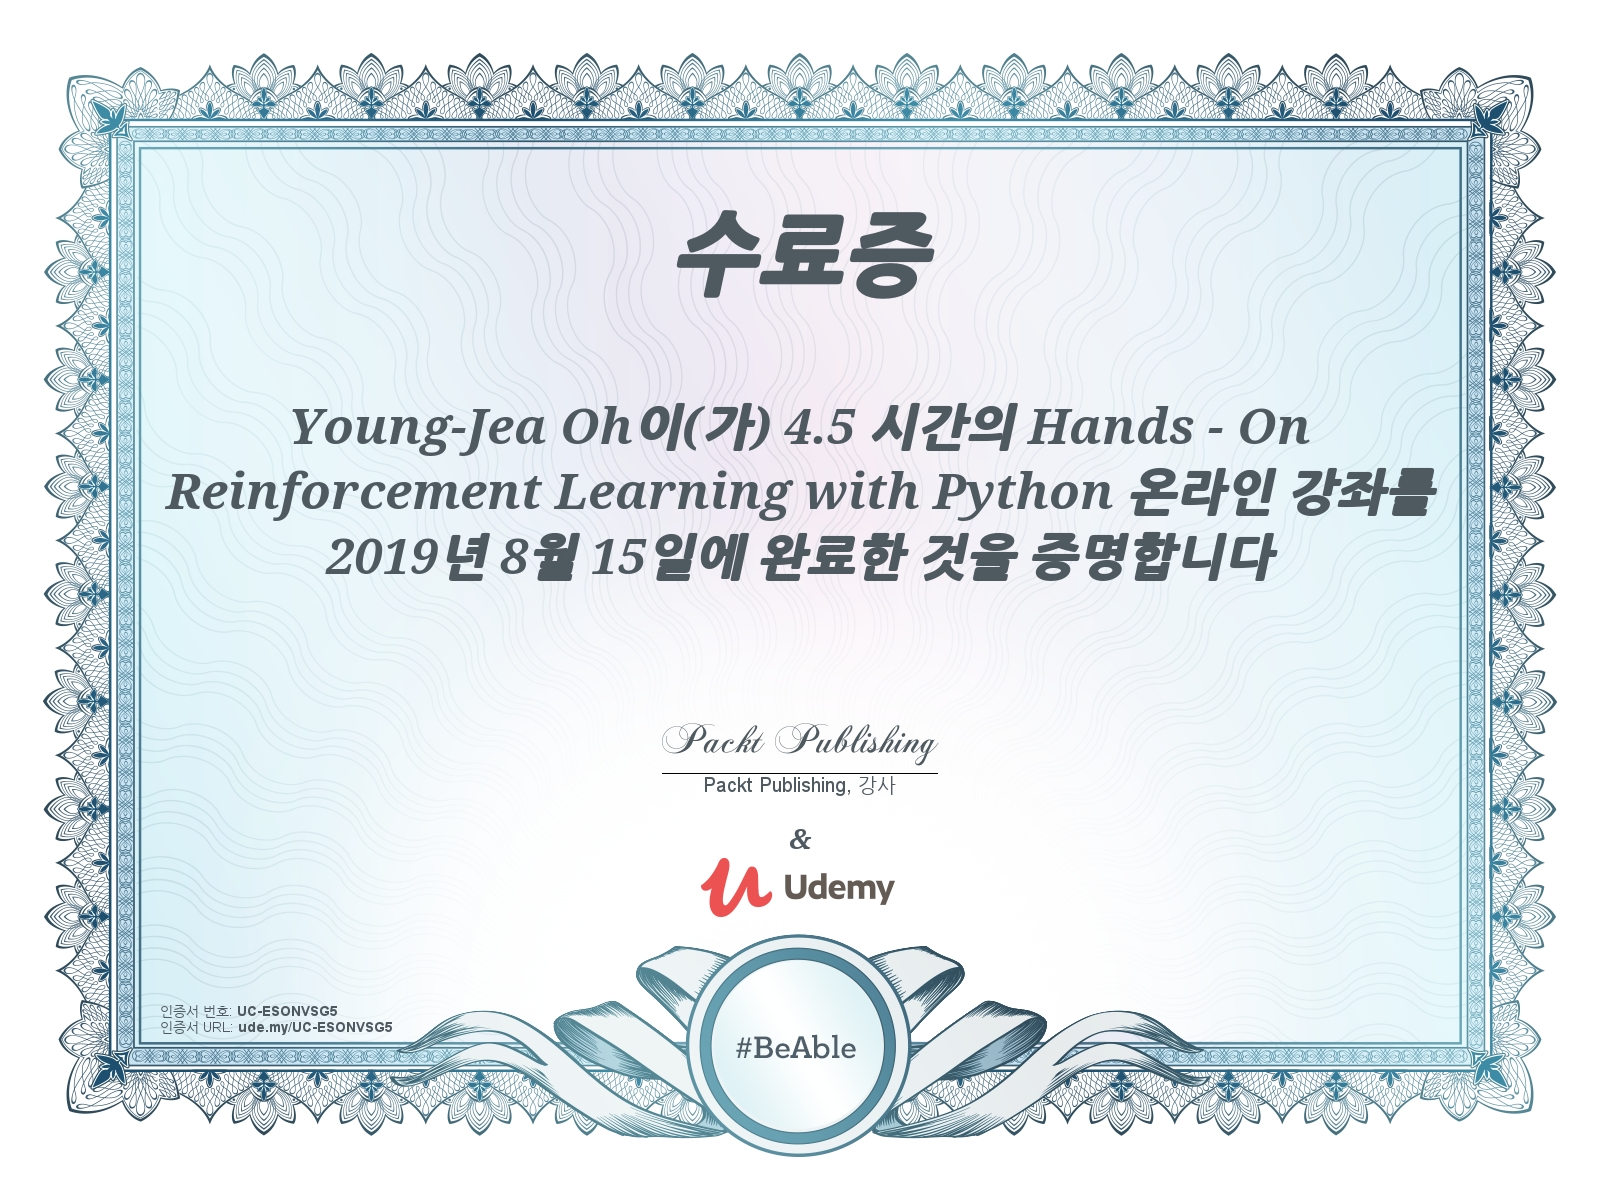 수료증
Young-Jea Oh이(가) 4.5 시간의 Hands - On
Reinforcement Learning with Python 온라인 강좌를
2019년 8월 15일에 완료한 것을 증명합니다
Packt Publishing
Packt Publishing, 강사
&
Udemy
인증서 번호: UC-ESONVSG5
인증서 URL: ude.my/UC-ESONVSG5
#BeAble